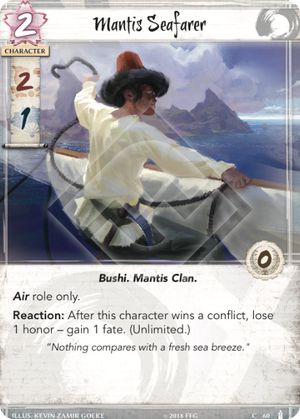 Mantis Seafarer
2
CHARACTER
2
1
0
Bushi. Mantis Clan.
Air role only.
Reaction: After this character wins a conflict, lose
1 honor – gain 1 fate. (Unlimited.)
"Nothing compares with a fresh sea breeze."
ILLUS. KEVIN ZAMIR GOEKE
© 2018 FFG
C 60